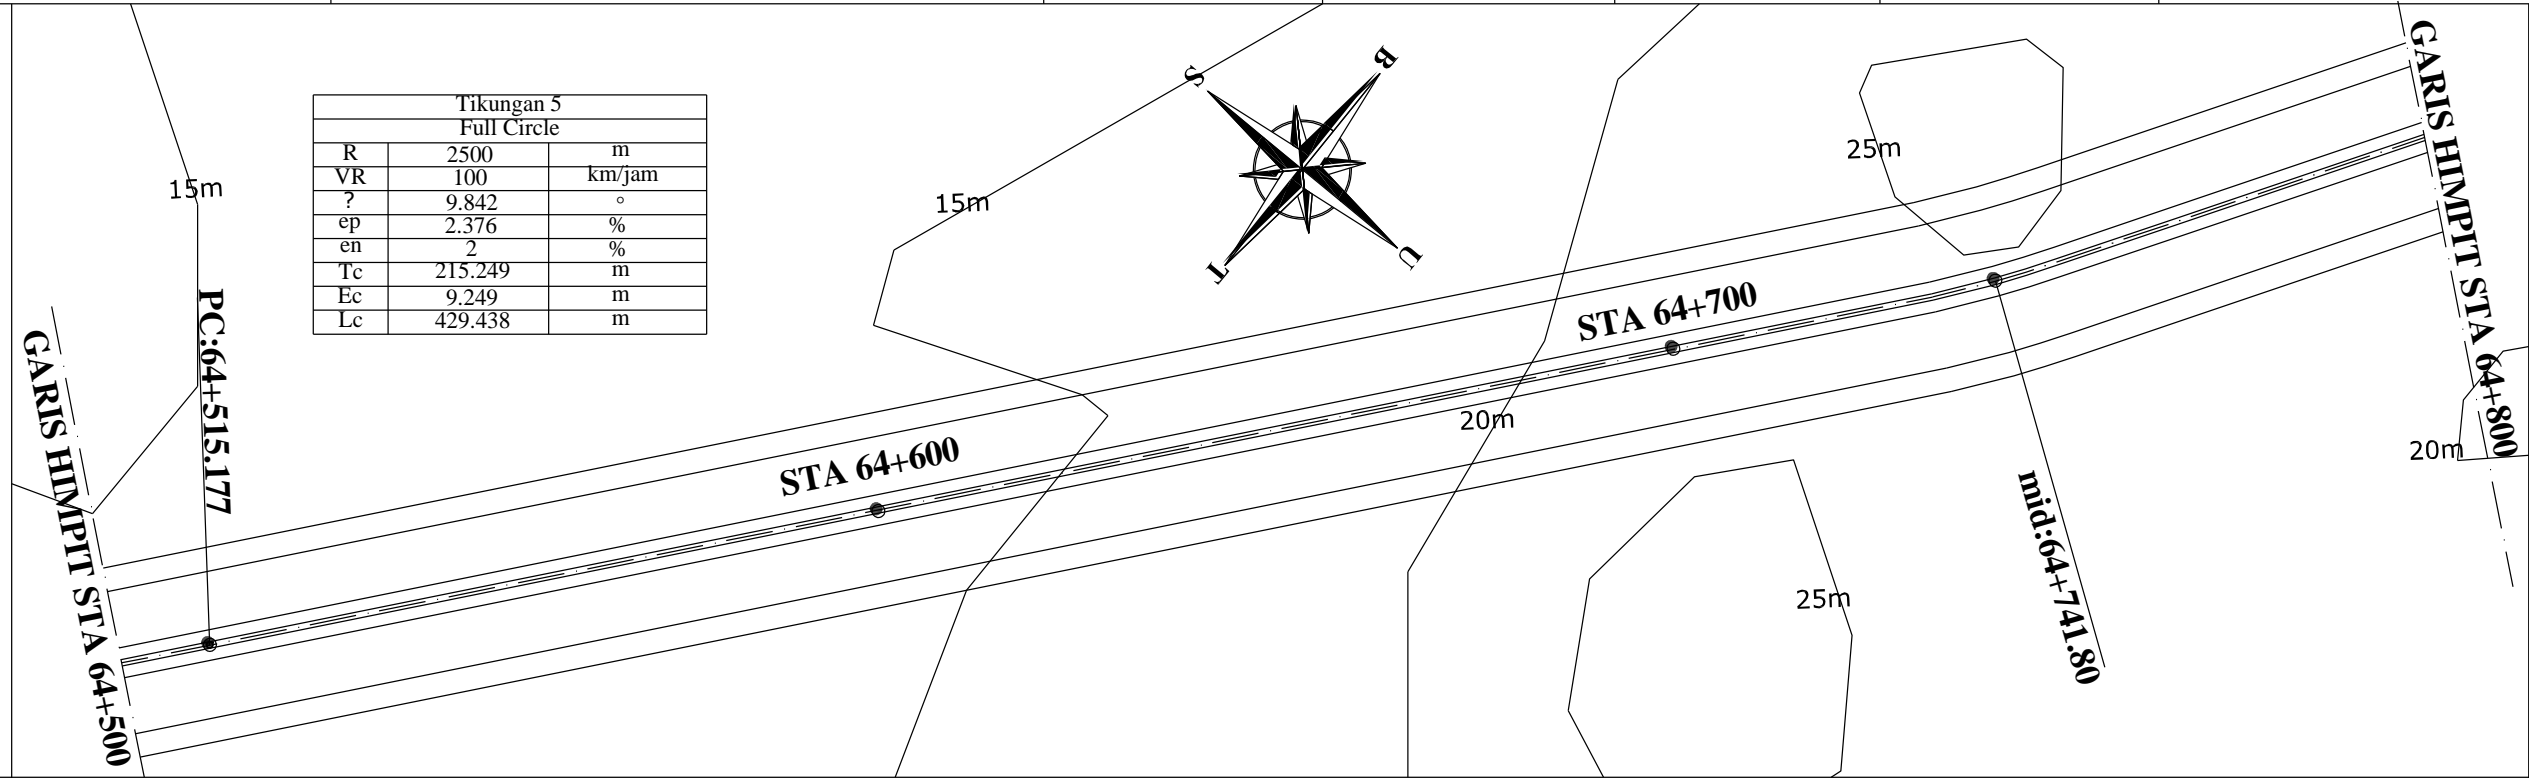 Tikungan 5
Full Circle
R 2500 m
VR 100 km/jam
? 9.842 °
ep 2.376 %
en 2 %
Tc 215.249 m
Ec 9.249 m
Lc 429.438 m
S
B
T
U
15m
15m
25m
20m
25m
20m
GARIS HIMPIT STA 64+500
PC:64+515.177
STA 64+600
STA 64+700
mid:64+741.80
GARIS HIMPIT STA 64+800